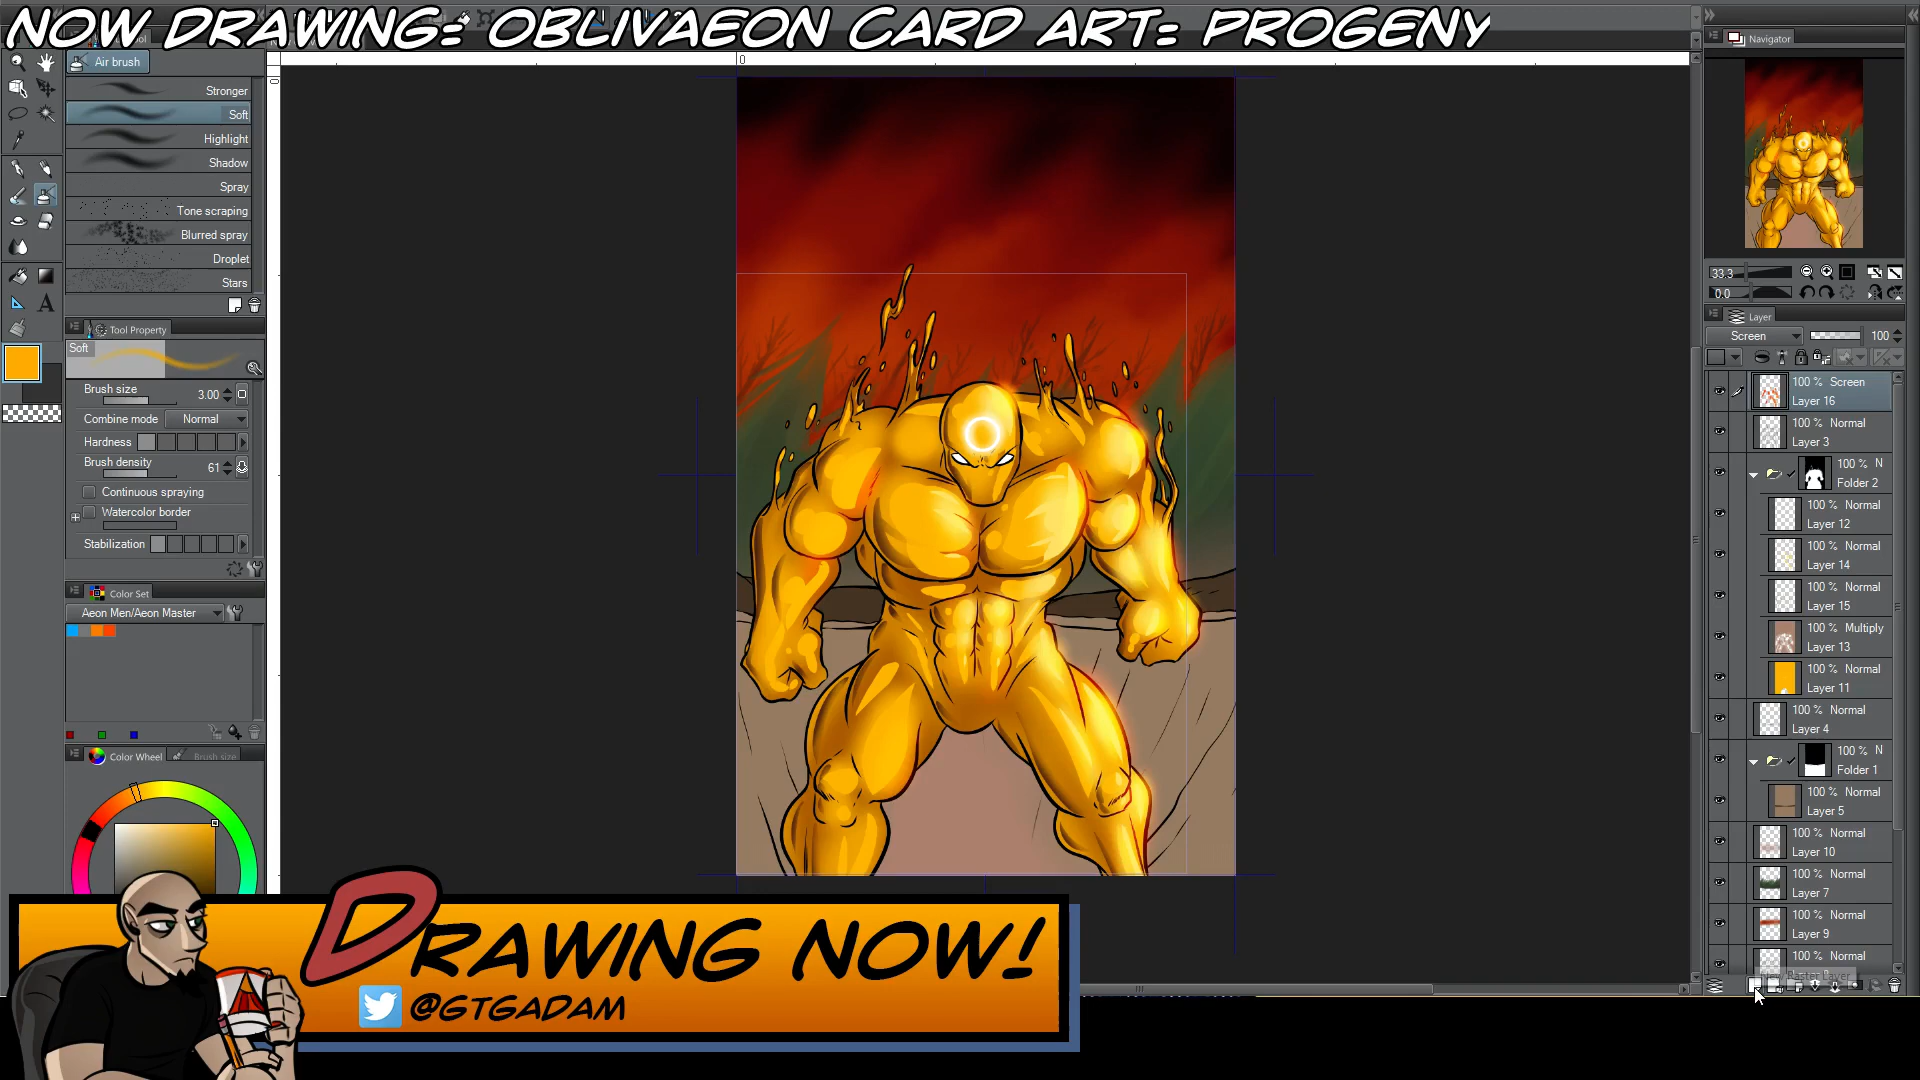 NOW DRAWING: OBLIVAEON CARD ART: PROGENY
Navigator
Air brush
Stronger
Soft
Highlight
Shadow
Spray
Tone scraping
Blurred spray
Droplet
Stars
Tool Property
Soft
Brush size
3.00
Combine mode
Normal
Hardness
Brush density
61
Continuous spraying
Watercolor border
Stabilization
Color Set
Aeon Men/Aeon Master
Color Wheel
Brush size
0
33.3
0.0
Layer
Screen
100
100 % Screen
Layer 16
100 % Normal
Layer 3
100 % N
Folder 2
100 % Normal
Layer 12
100 % Normal
Layer 14
100 % Normal
Layer 15
100 % Multiply
Layer 13
100 % Normal
Layer 11
100 % Normal
Layer 4
100 % N
Folder 1
100 % Normal
Layer 5
100 % Normal
Layer 10
100 % Normal
Layer 7
100 % Normal
Layer 9
100 % Normal
DRAWING NOW!
@GTGADAM